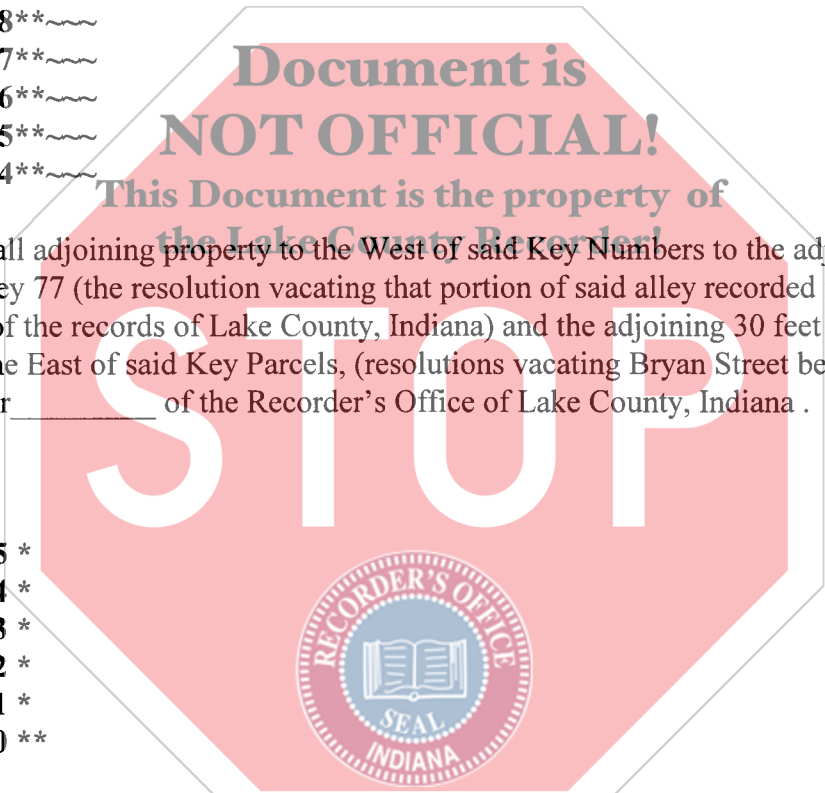 8**~~~
7**~~~
6**~~~
5**~~~
4**~~~
Document is
NOT OFFICIAL!
This Document is the property of
the Lake County Recorder!
all adjoining property to the West of said Key Numbers to the adj
ey 77 (the resolution vacating that portion of said alley recorded
of the records of Lake County, Indiana) and the adjoining 30 feet
he East of said Key Parcels, (resolutions vacating Bryan Street be
r__________ of the Recorder's Office of Lake County, Indiana .
STOP
5 *
4 *
3 *
2 *
1 *
0 **
RECORDER'S OFFICE
SEAL
INDIANA